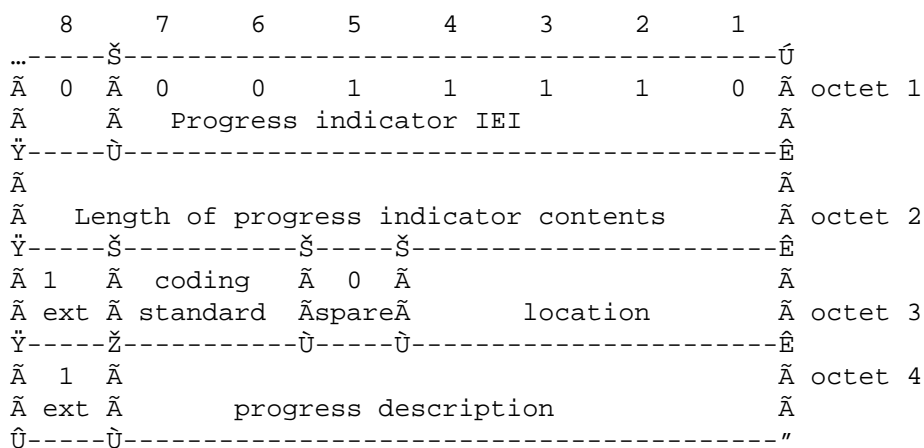 8 7 6 5 4 3 2 1
…-----Š-----------------------------------------Ú
Ã 0 Ã 0 0 1 1 1 1 0 Ã octet 1
Ã Ã Progress indicator IEI Ã
Ÿ-----Ù-----------------------------------------Ê
Ã Ã
Ã Length of progress indicator contents Ã octet 2
Ÿ-----Š-----------Š-----Š-----------------------Ê
Ã 1 Ã coding Ã 0 Ã Ã
Ã ext Ã standard ÃspareÃ location Ã octet 3
Ÿ-----Ž-----------Ù-----Ù-----------------------Ê
Ã 1 Ã Ã octet 4
Ã ext Ã progress description Ã
Û-----Ù-----------------------------------------”